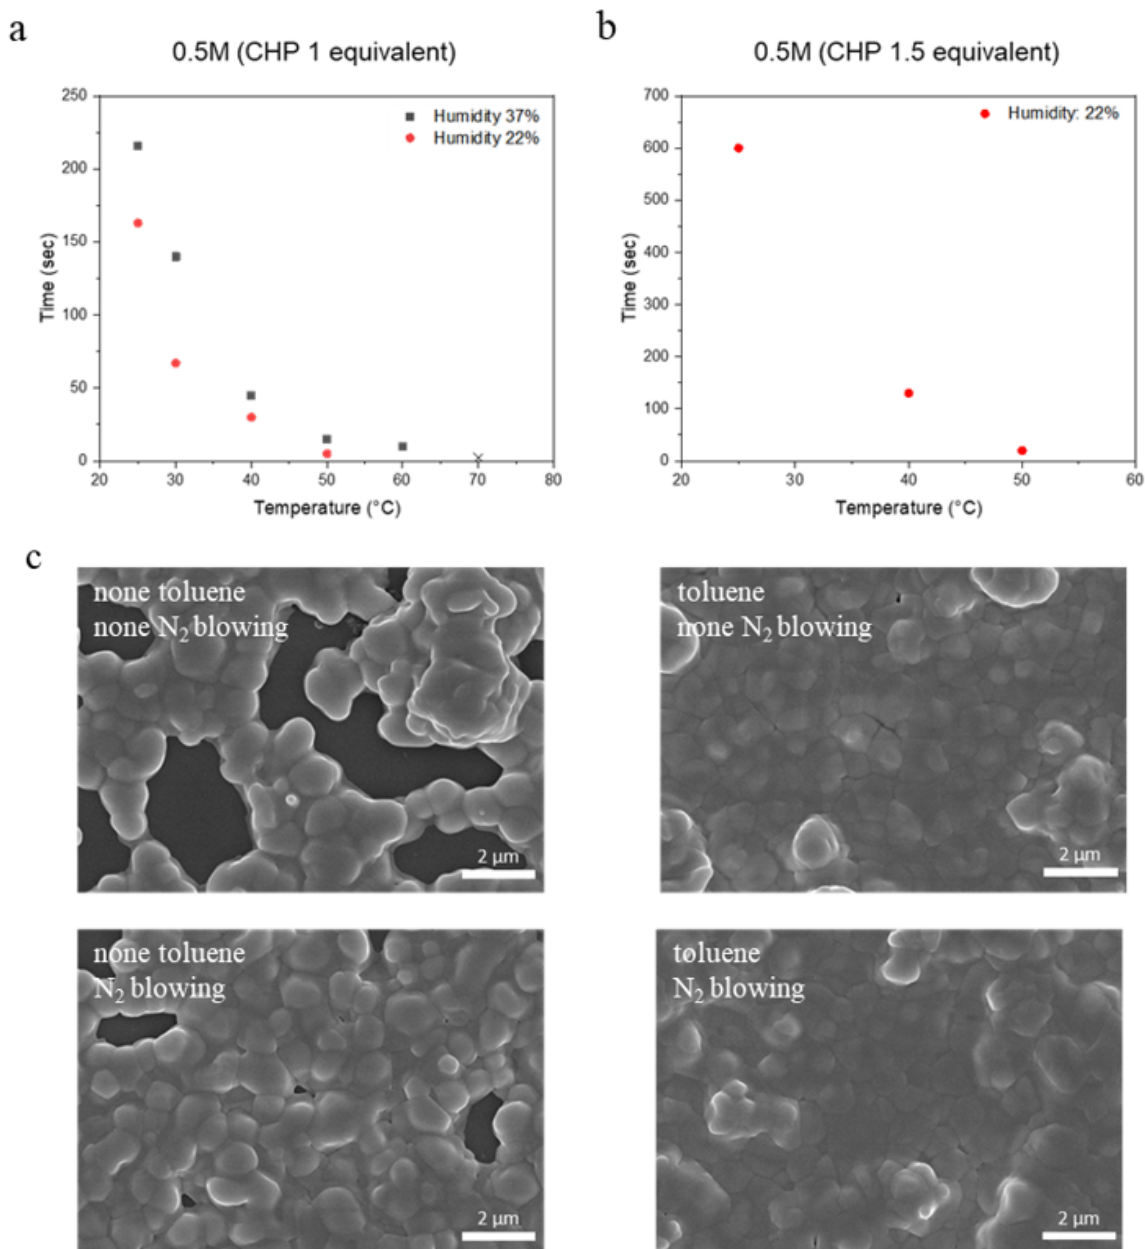 a
0.5M (CHP 1 equivalent)
250
200
150
100
50
0
Time (sec)
Humidity 37%
Humidity 22%
20
30
40
50
60
70
80
Temperature (°C)
b
0.5M (CHP 1.5 equivalent)
700
600
500
400
300
200
100
0
Time (sec)
Humidity: 22%
20
30
40
50
60
Temperature (°C)
c
none toluene
none N₂ blowing
2 μm
toluene
none N₂ blowing
2 μm
none toluene
N₂ blowing
2 μm
toluene
N₂ blowing
2 μm